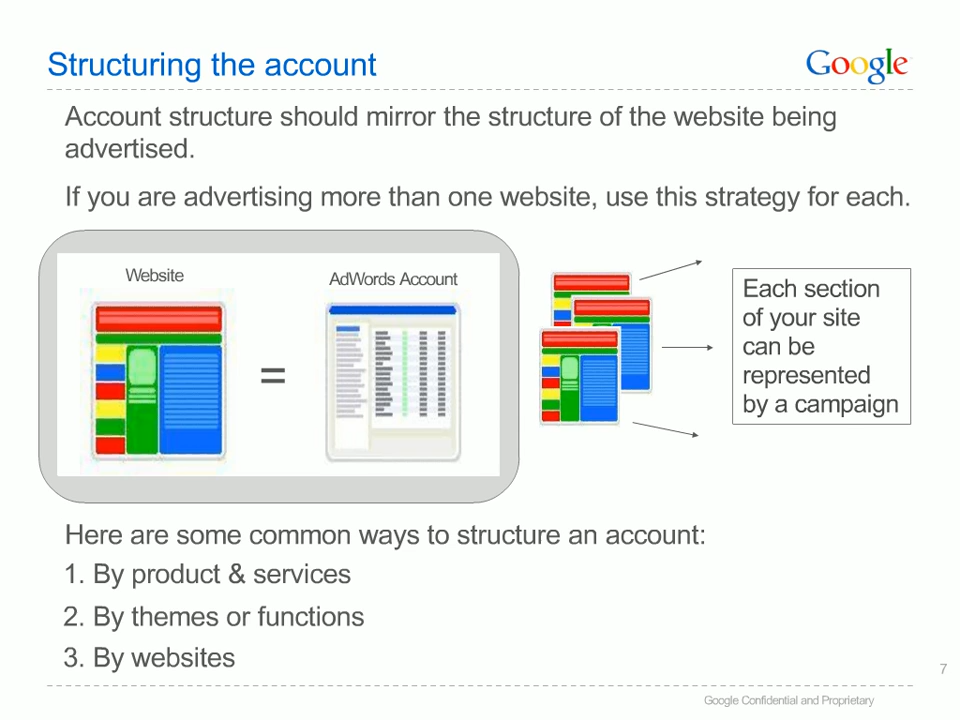 Structuring the account
Google
Account structure should mirror the structure of the website being
advertised.
If you are advertising more than one website, use this strategy for each.
Website
AdWords Account
=
Each section
of your site
can be
represented
by a campaign
Here are some common ways to structure an account:
1. By product & services
2. By themes or functions
3. By websites
7
Google Confidential and Proprietary